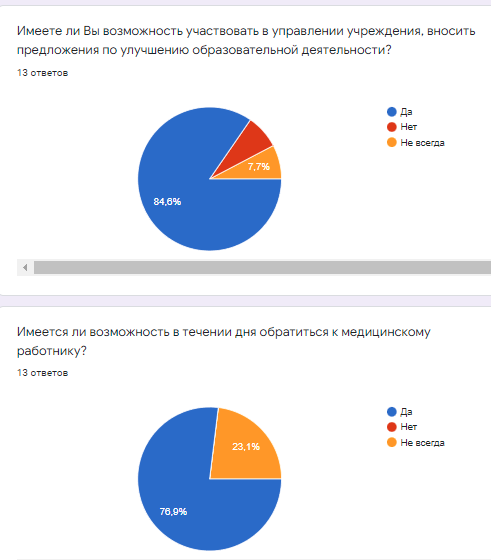 Имеете ли Вы возможность участвовать в управлении учреждения, вносить
предложения по улучшению образовательной деятельности?
13 ответов
Да
Нет
Не всегда
7,7%
84,6%
Имеется ли возможность в течении дня обратиться к медицинскому
работнику?
13 ответов
Да
Нет
Не всегда
23,1%
76,9%